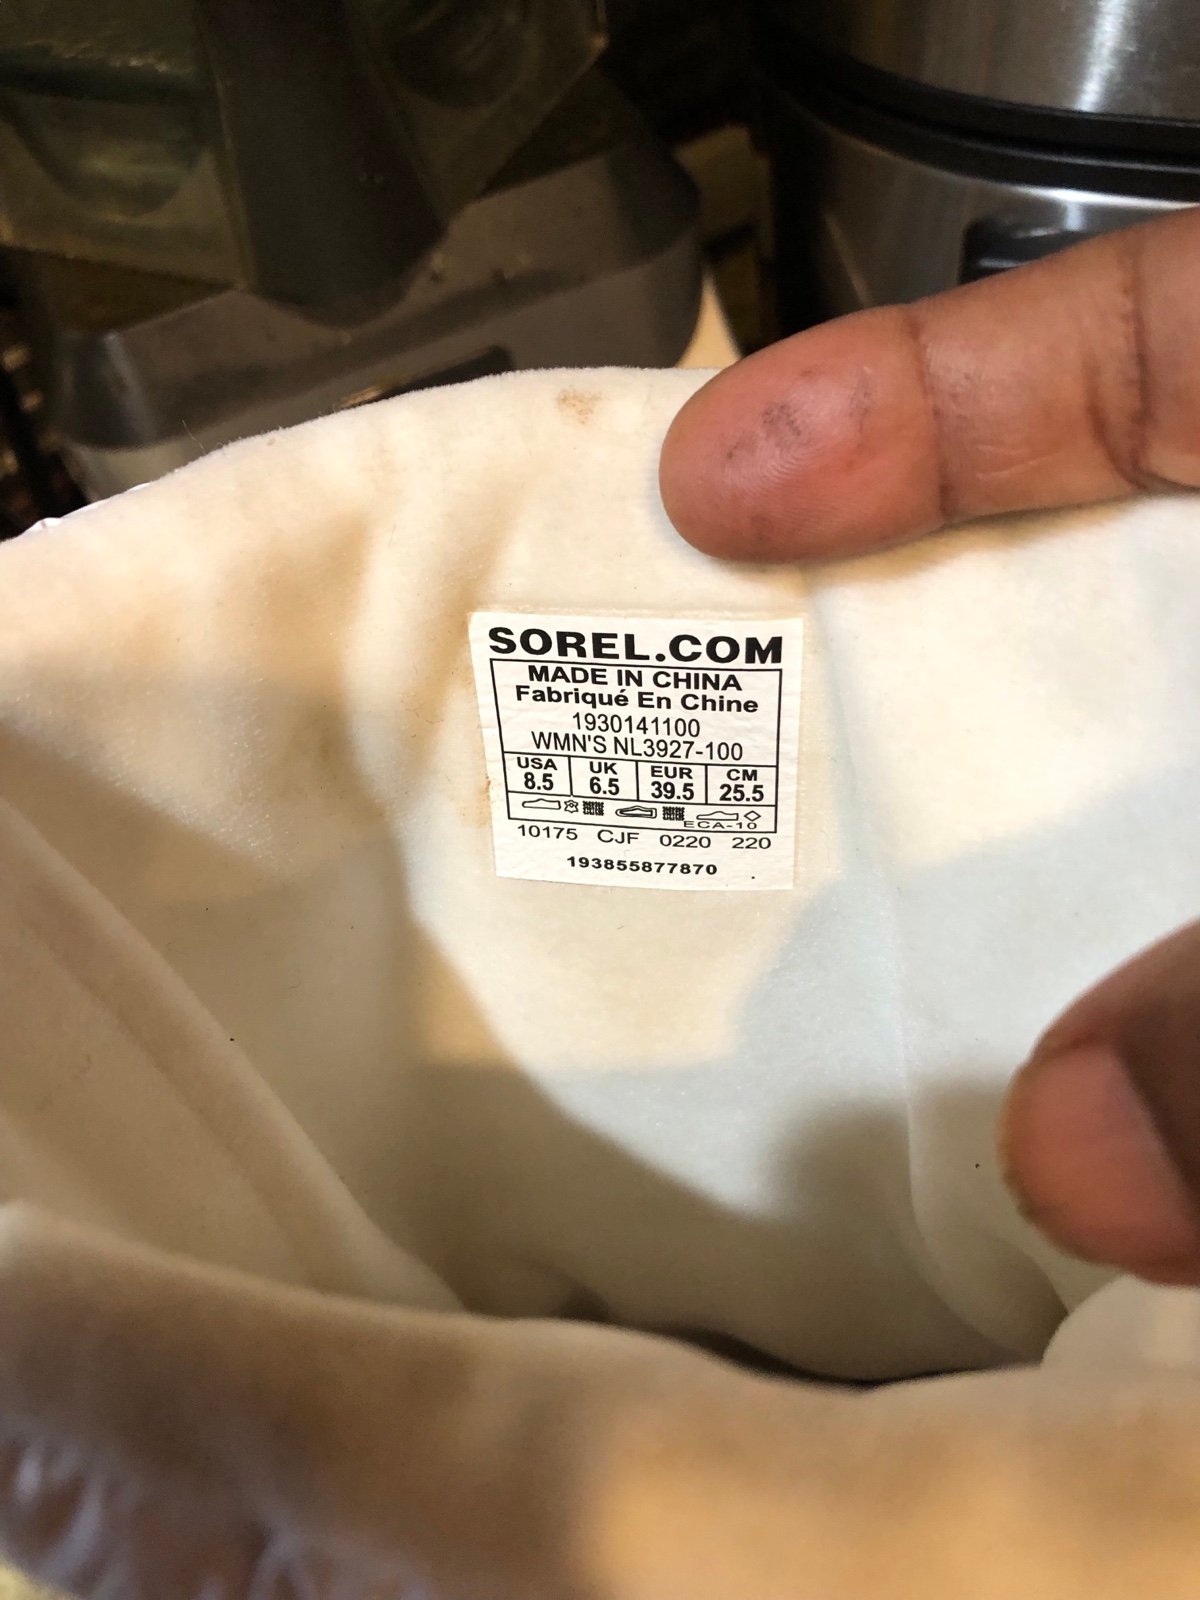 SOREL.COM
MADE IN CHINA
Fabriqué En Chine
1930141100
WMN'S NL3927-100
USA UK EUR CM
8.5 6.5 39.5 25.5
ECA-10
10175 CJF 0220 220
193855877870